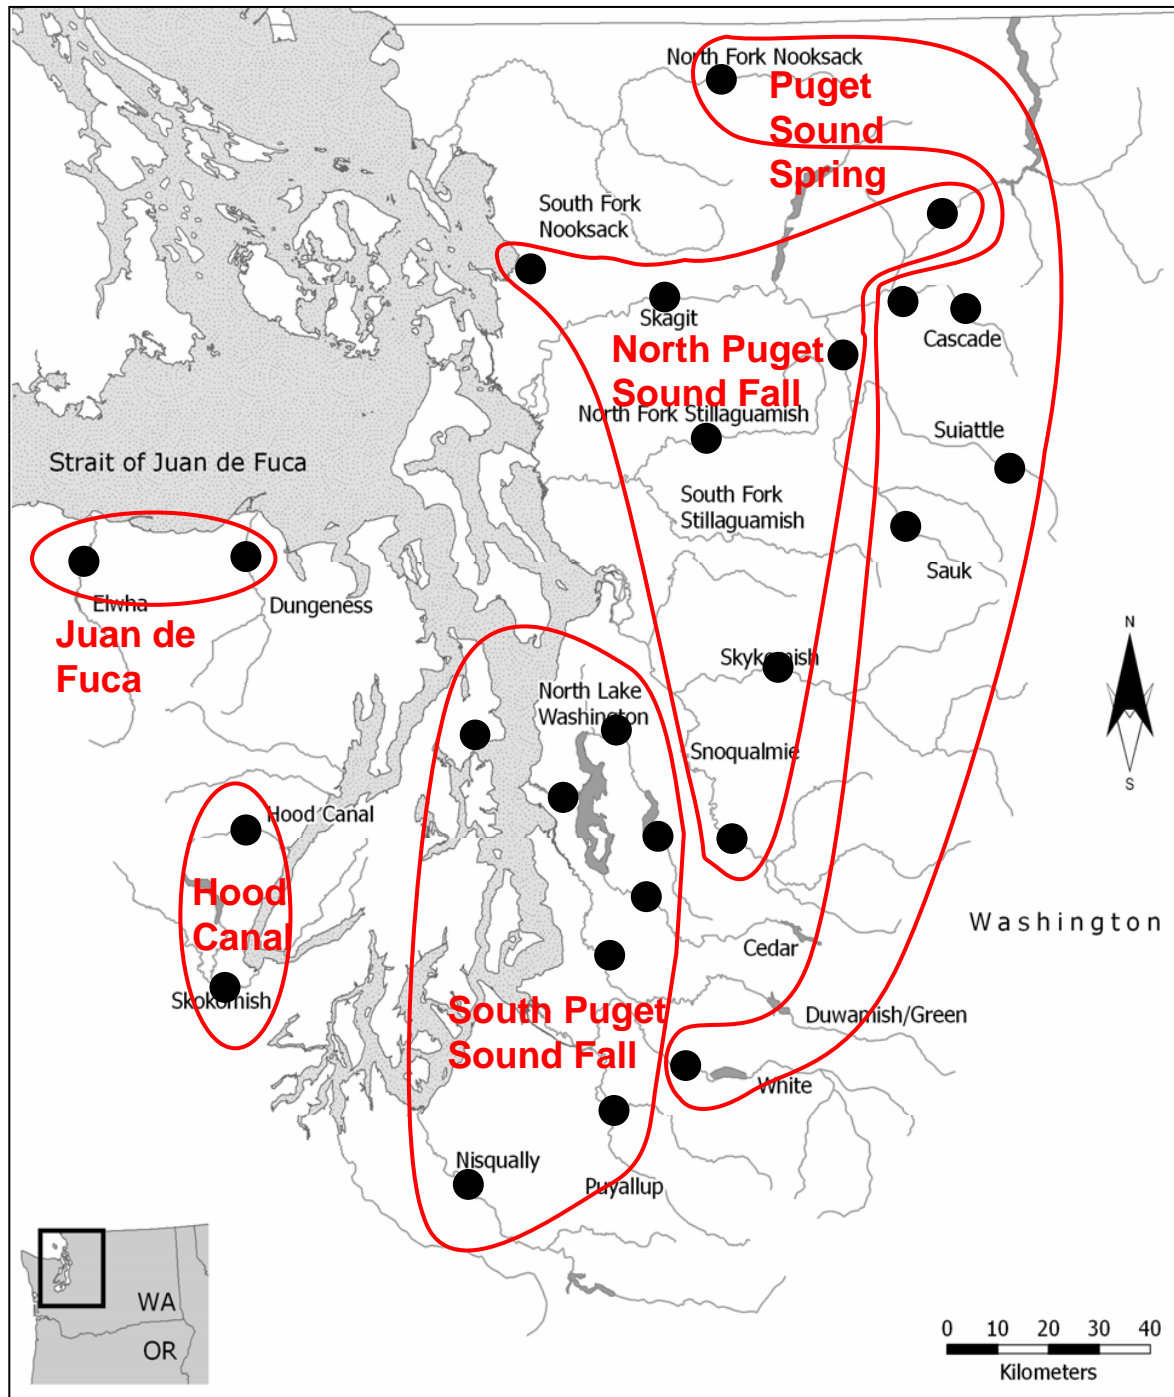 North Fork Nooksack
Puget
Sound
Spring
South Fork
Nooksack
Skagit
Cascade
North Puget
Sound Fall
North Fork Stillaguamish
Suiattle
Strait of Juan de Fuca
South Fork
Stillaguamish
Sauk
Elwha
Dungeness
Juan de
Fuca
N
S
Skykomish
North Lake
Washington
Snoqualmie
Hood Canal
Hood
Canal
Washington
Cedar
Skokomish
South Puget
Sound Fall
Duwamish/Green
White
Nisqually
Puyallup
WA
OR
0 10 20 30 40
Kilometers